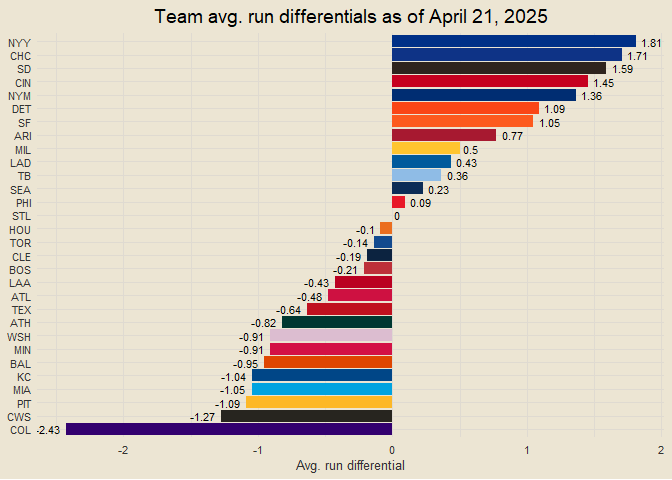 Team avg. run differentials as of April 21, 2025
NYY 1.81
CHC 1.71
SD 1.59
CIN 1.45
NYM 1.36
DET 1.09
SF 1.05
ARI 0.77
MIL 0.5
LAD 0.43
TB 0.36
SEA 0.23
PHI 0.09
STL 0
HOU -0.1
TOR -0.14
CLE -0.19
BOS -0.21
LAA -0.43
ATL -0.48
TEX -0.64
ATH -0.82
WSH -0.91
MIN -0.91
BAL -0.95
KC -1.04
MIA -1.05
PIT -1.09
CWS -1.27
COL -2.43
-2 -1 0 1 2
Avg. run differential